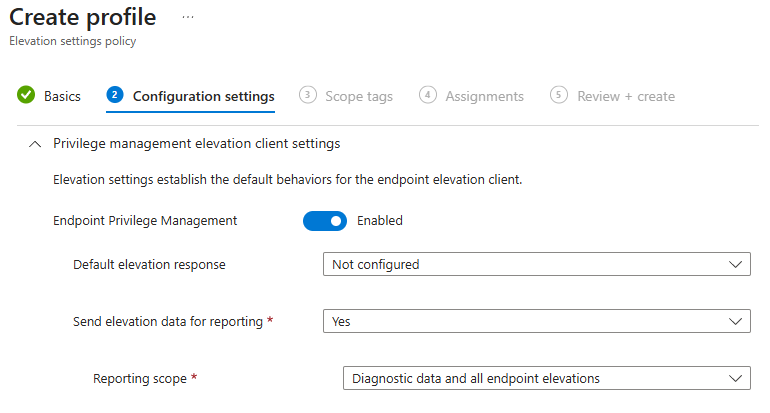 Create profile ...
Elevation settings policy
Basics 2 Configuration settings 3 Scope tags 4 Assignments 5 Review + create
Privilege management elevation client settings
Elevation settings establish the default behaviors for the endpoint elevation client.
Endpoint Privilege Management Enabled
Default elevation response Not configured
Send elevation data for reporting * Yes
Reporting scope * Diagnostic data and all endpoint elevations